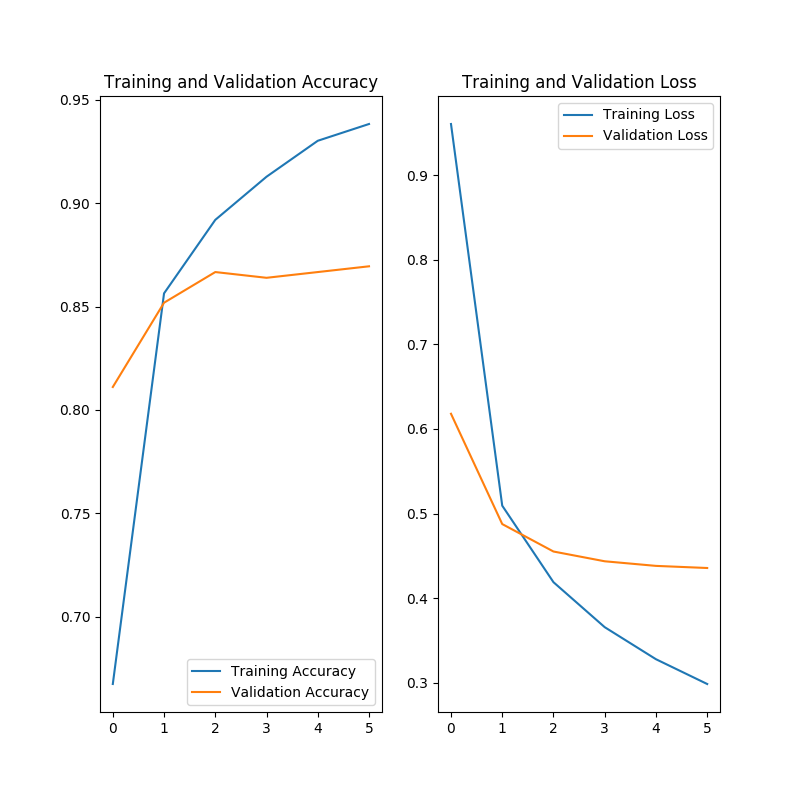 Training and Validation Accuracy
0.95
0.90
0.85
0.80
0.75
0.70
Training Accuracy
Validation Accuracy
0 1 2 3 4 5
Training and Validation Loss
Training Loss
Validation Loss
0.9
0.8
0.7
0.6
0.5
0.4
0.3
0 1 2 3 4 5